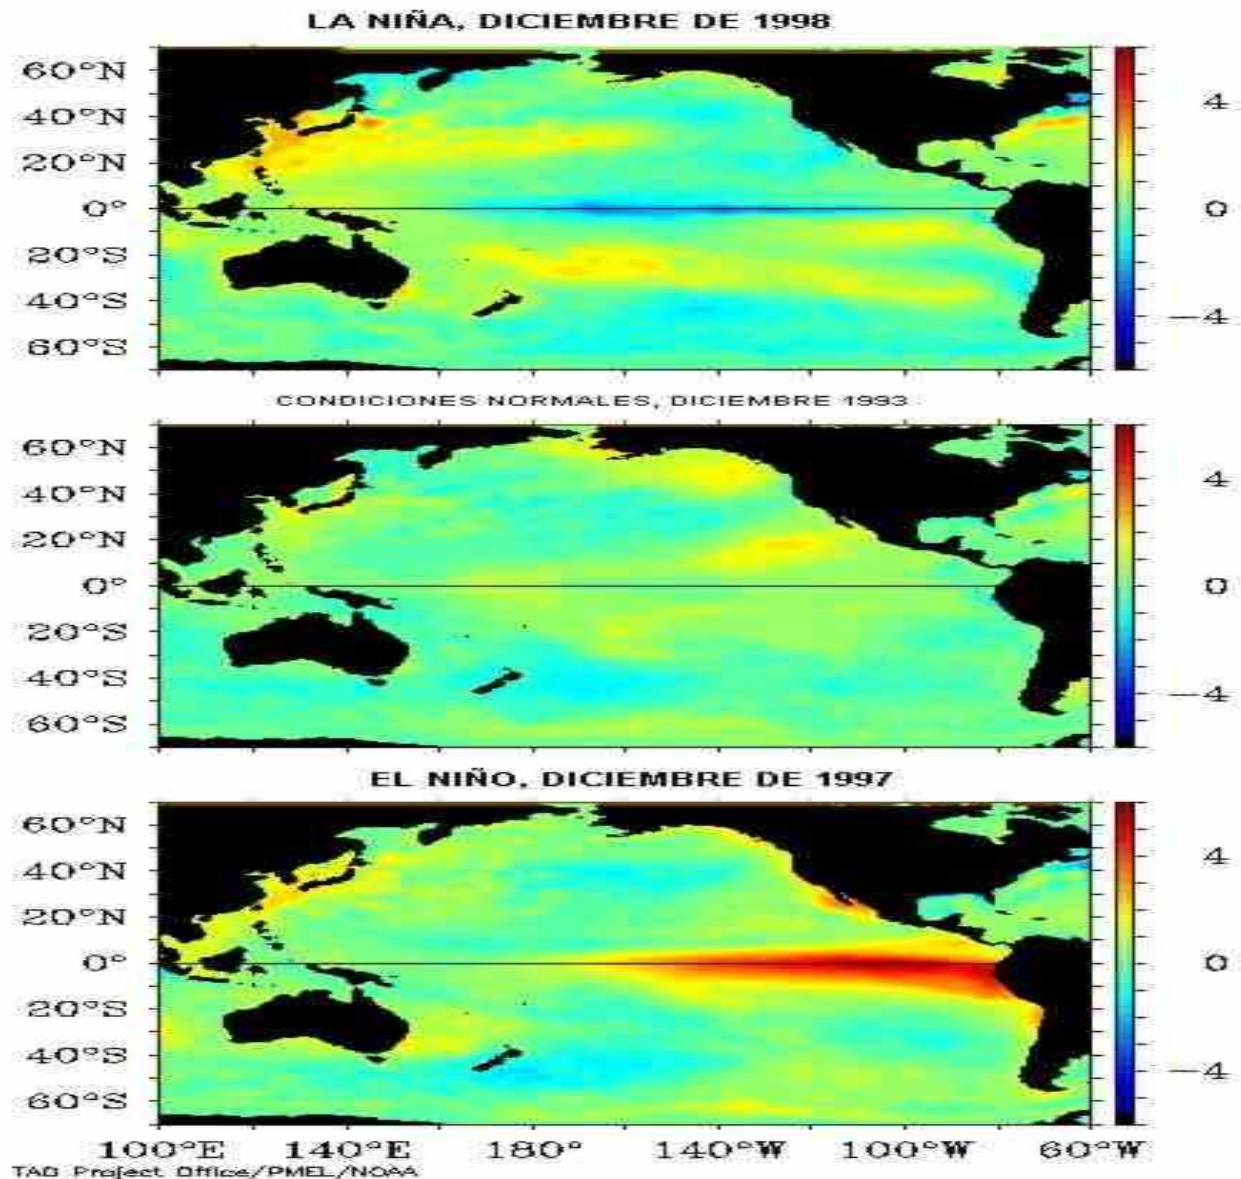 LA NIÑA, DICIEMBRE DE 1998
60°N
40°N
20°N
0°
20°S
40°S
60°S
4
0
-4
CONDICIONES NORMALES, DICIEMBRE 1993
60°N
40°N
20°N
0°
20°S
40°S
60°S
4
0
-4
EL NIÑO, DICIEMBRE DE 1997
60°N
40°N
20°N
0°
20°S
40°S
60°S
4
0
-4
100°E 140°E 180° 140°W 100°W 60°W
TAO Project Office/PMEL/NOAA